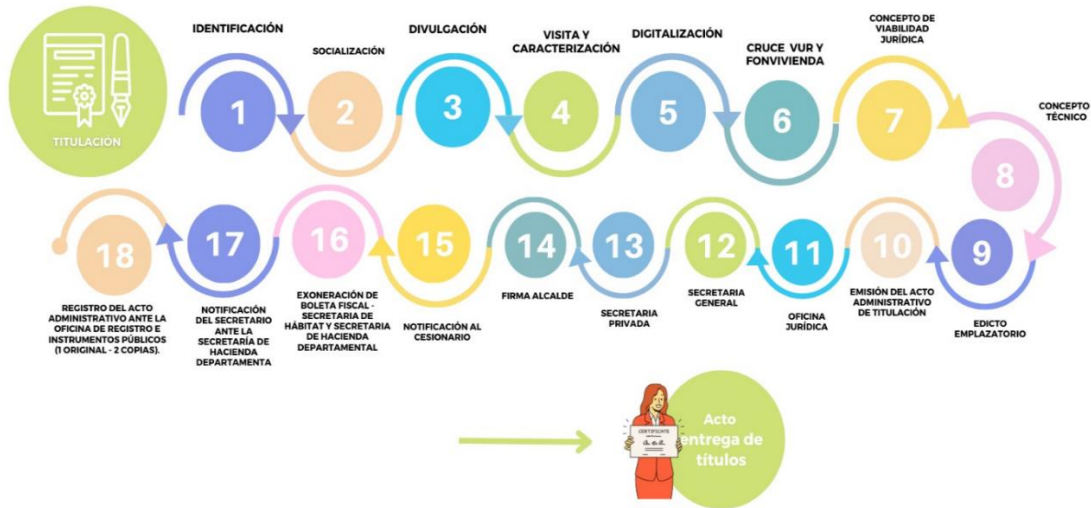 TITULACIÓN
IDENTIFICACIÓN
1
SOCIALIZACIÓN
2
DIVULGACIÓN
3
VISITA Y
CARACTERIZACIÓN
4
DIGITALIZACIÓN
5
CRUCE VUR Y
FONVIVIENDA
6
CONCEPTO DE
VIABILIDAD
JURÍDICA
7
CONCEPTO
TÉCNICO
8
9
EDICTO
EMPLAZATORIO
10
EMISIÓN DEL ACTO
ADMINISTRATIVO
DE TITULACIÓN
11
OFICINA
JURÍDICA
12
SECRETARIA
GENERAL
13
SECRETARIA
PRIVADA
14
FIRMA ALCALDE
15
NOTIFICACIÓN AL
CESIONARIO
16
EXONERACIÓN DE
BOLETA FISCAL -
SECRETARIA DE
HÁBITAT Y SECRETARIA
DE HACIENDA
DEPARTAMENTAL
17
NOTIFICACIÓN
DEL SECRETARIO
ANTE LA
SECRETARÍA DE
HACIENDA
DEPARTAMENTA
18
REGISTRO DEL ACTO
ADMINISTRATIVO ANTE LA
OFICINA DE REGISTRO E
INSTRUMENTOS PÚBLICOS
(1 ORIGINAL - 2 COPIAS).
CERTIFICATE
Acto
entrega de
títulos